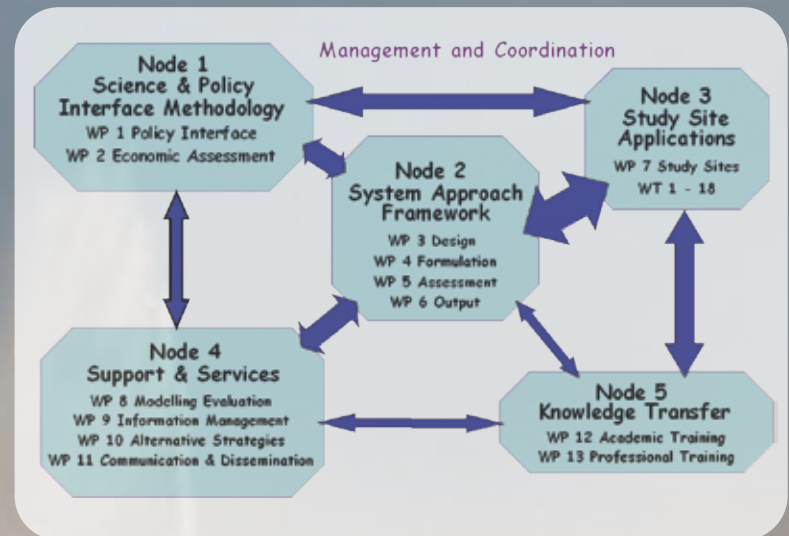 Management and Coordination
Node 1
Science & Policy
Interface Methodology
WP 1 Policy Interface
WP 2 Economic Assessment
Node 2
System Approach
Framework
WP 3 Design
WP 4 Formulation
WP 5 Assessment
WP 6 Output
Node 3
Study Site
Applications
WP 7 Study Sites
WT 1 - 18
Node 4
Support & Services
WP 8 Modelling Evaluation
WP 9 Information Management
WP 10 Alternative Strategies
WP 11 Communication & Dissemination
Node 5
Knowledge Transfer
WP 12 Academic Training
WP 13 Professional Training